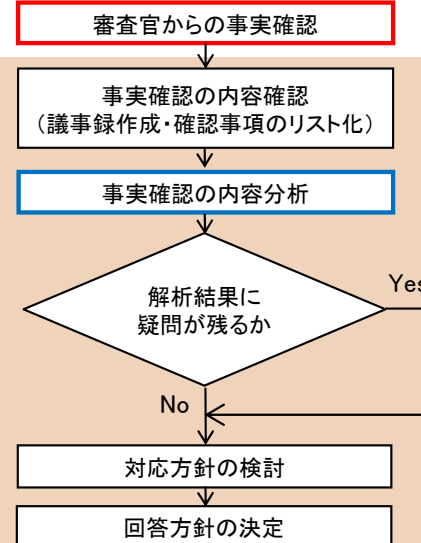 審査官からの事実確認
事実確認の内容確認
（議事録作成・確認事項のリスト化）
事実確認の内容分析
解析結果に
疑問が残るか
Yes
No
対応方針の検討
回答方針の決定